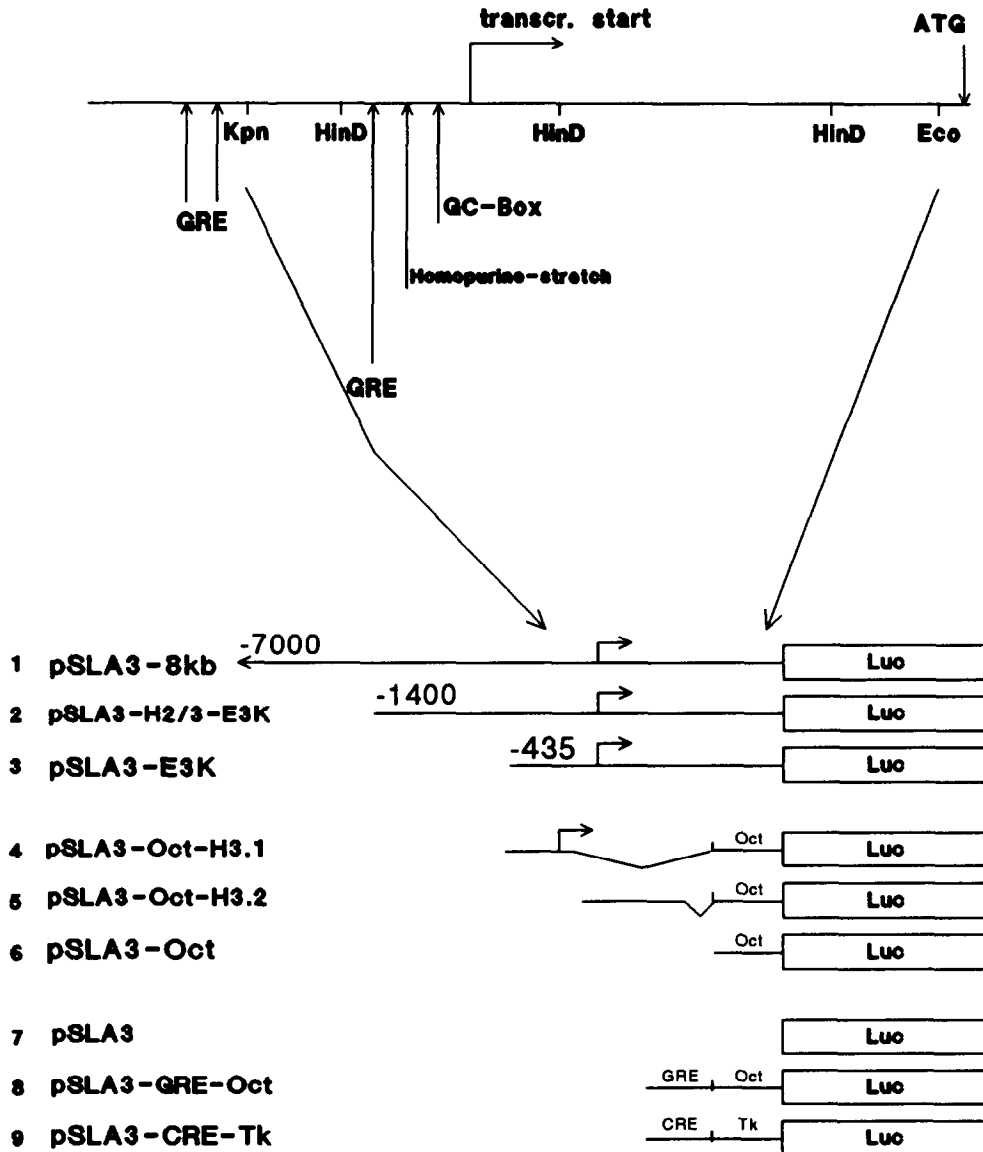 transcr. start
ATG
Kpn HinD HinD HinD Eco
GRE
GC-Box
Homopurine-stretch
GRE
1 pSLA3-8kb -7000 Luc
2 pSLA3-H2/3-E3K -1400 Luc
3 pSLA3-E3K -435 Luc
4 pSLA3-Oct-H3.1 Oct Luc
5 pSLA3-Oct-H3.2 Oct Luc
6 pSLA3-Oct Oct Luc
7 pSLA3 Luc
8 pSLA3-GRE-Oct GRE Oct Luc
9 pSLA3-CRE-Tk CRE Tk Luc